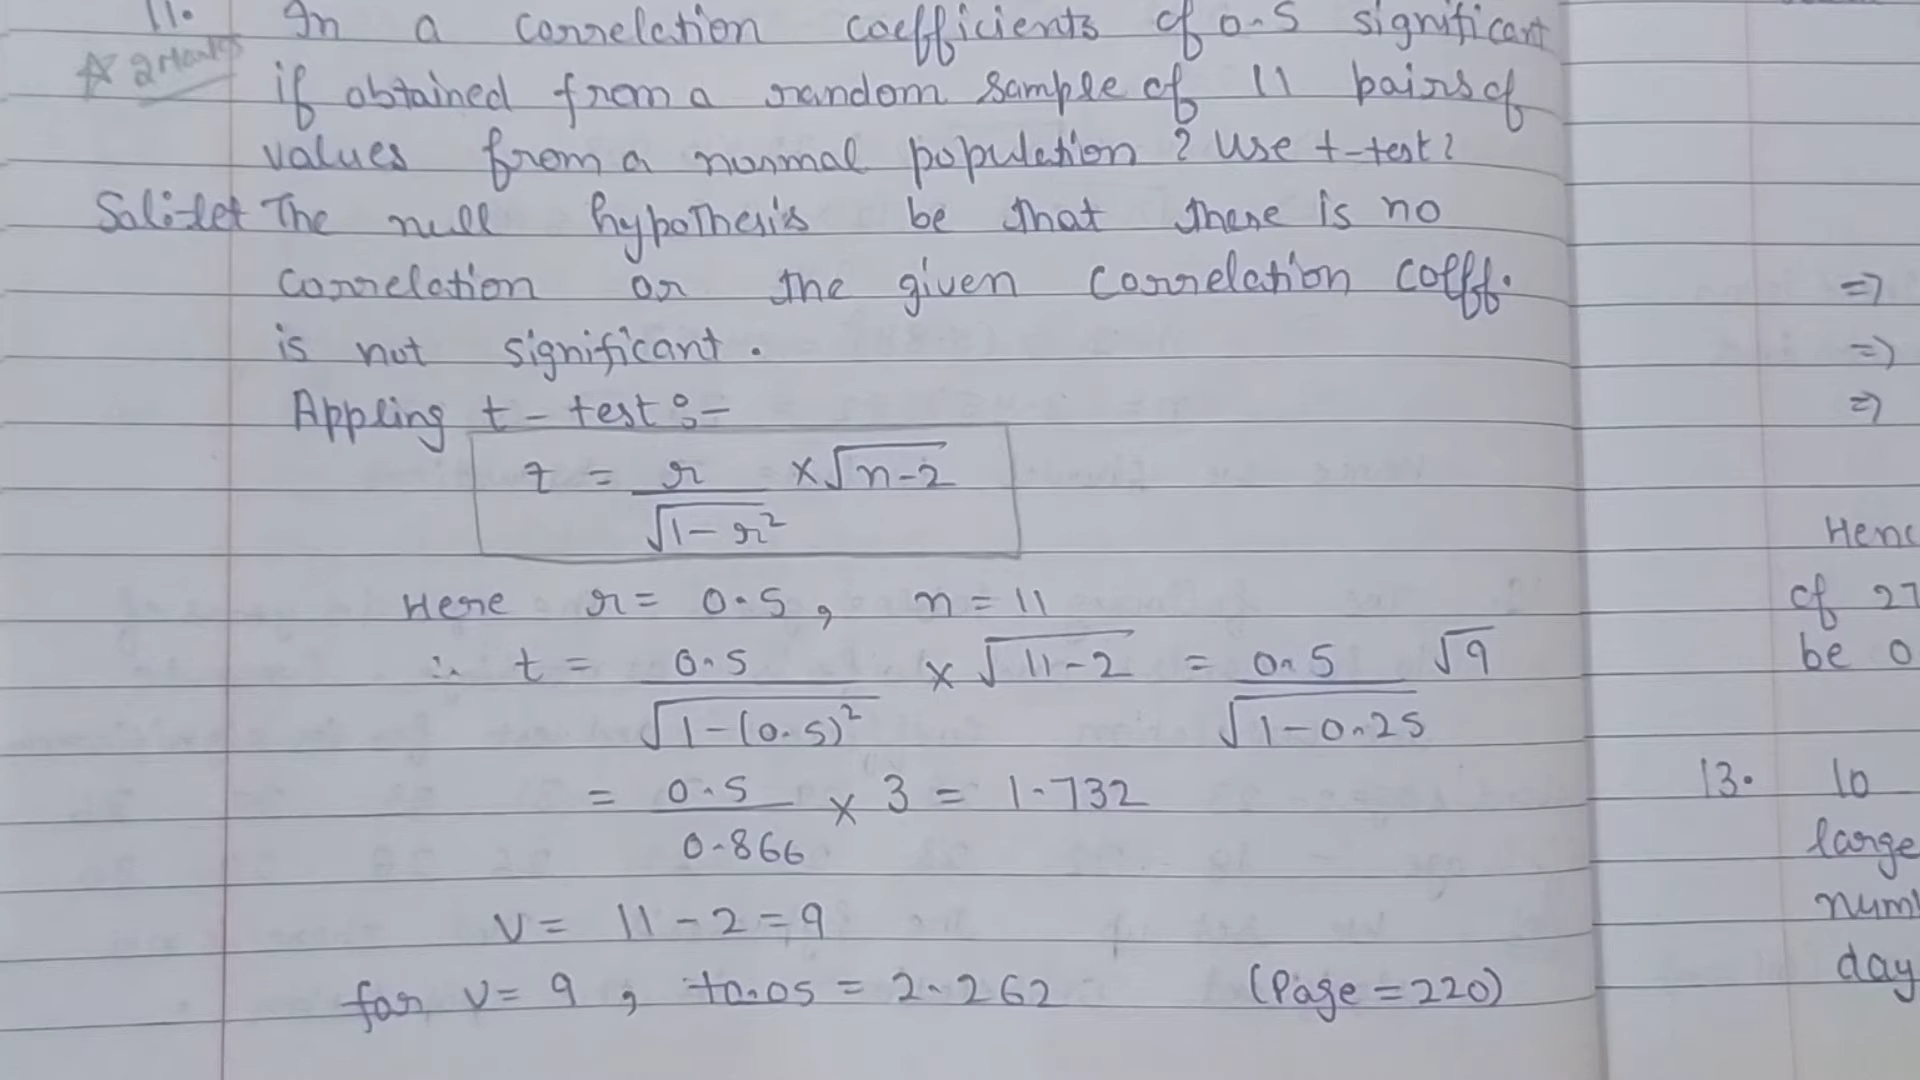 11. In a correlation coefficients of 0.5 significant
☆ 2 Marks
if obtained from a random sample of 11 pairs of
values from a normal population? Use t-test?
Sol:- let The null hypothesis be that there is no
correlation or the given correlation coff.
is not significant.
Appling t-test:-
t = r/√(1-r²) × √(n-2)
Here r = 0.5, n = 11
∴ t = 0.5/√(1-(0.5)²) × √(11-2) = 0.5/√(1-0.25) √9
= 0.5/0.866 × 3 = 1.732
v = 11-2 = 9
for v = 9, t0.05 = 2.262 (Page = 220)
⇒
⇒
⇒
Henc
of 27
be 0
13. 10
large
num
day